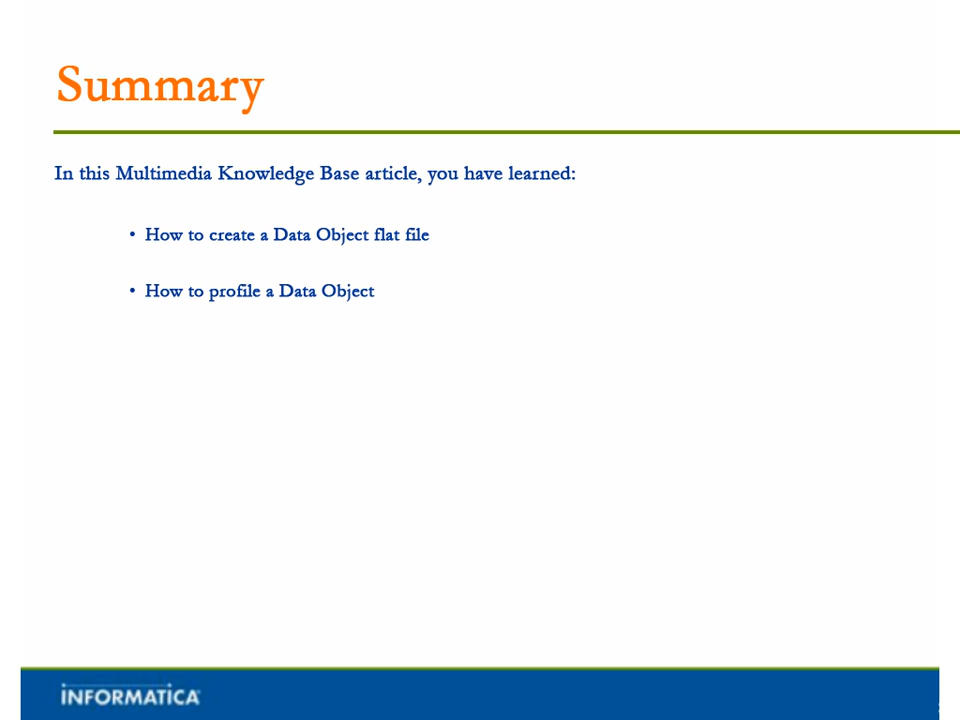 Summary
In this Multimedia Knowledge Base article, you have learned:
• How to create a Data Object flat file
• How to profile a Data Object
INFORMATICA